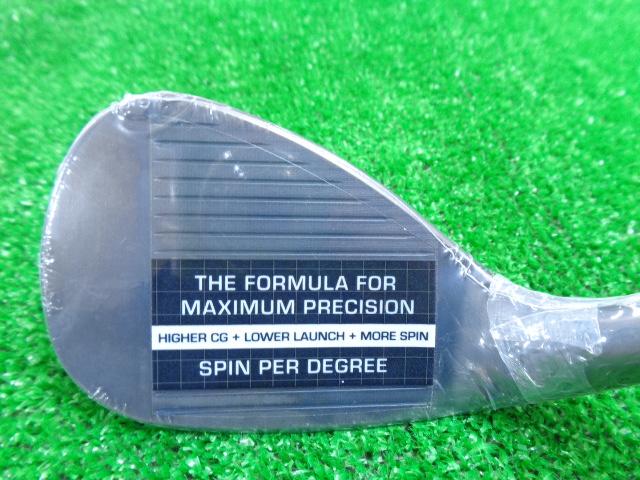 THE FORMULA FOR
MAXIMUM PRECISION
HIGHER CG + LOWER LAUNCH + MORE SPIN
SPIN PER DEGREE